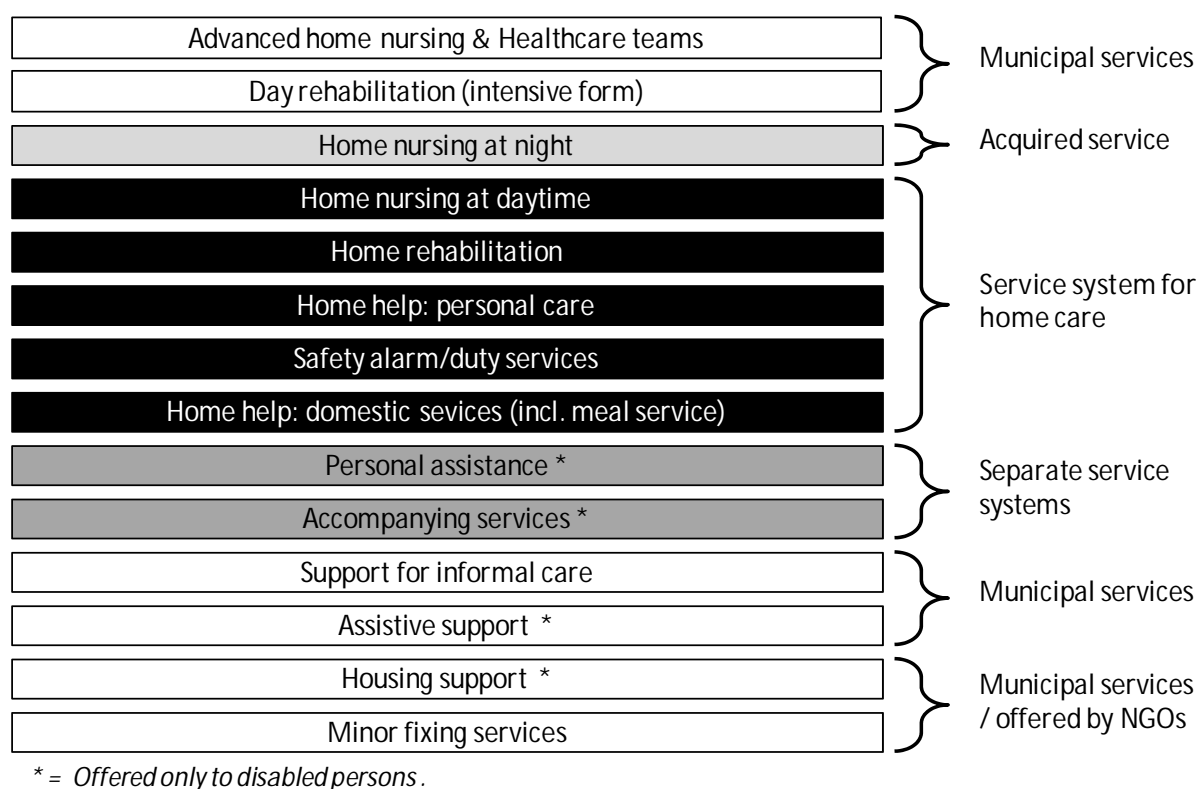 Advanced home nursing & Healthcare teams
Day rehabilitation (intensive form)
Municipal services
Home nursing at night
Acquired service
Home nursing at daytime
Home rehabilitation
Home help: personal care
Safety alarm/duty services
Home help: domestic sevices (incl. meal service)
Service system for
home care
Personal assistance *
Accompanying services *
Separate service
systems
Support for informal care
Assistive support *
Municipal services
Housing support *
Minor fixing services
Municipal services
/ offered by NGOs
* = Offered only to disabled persons .